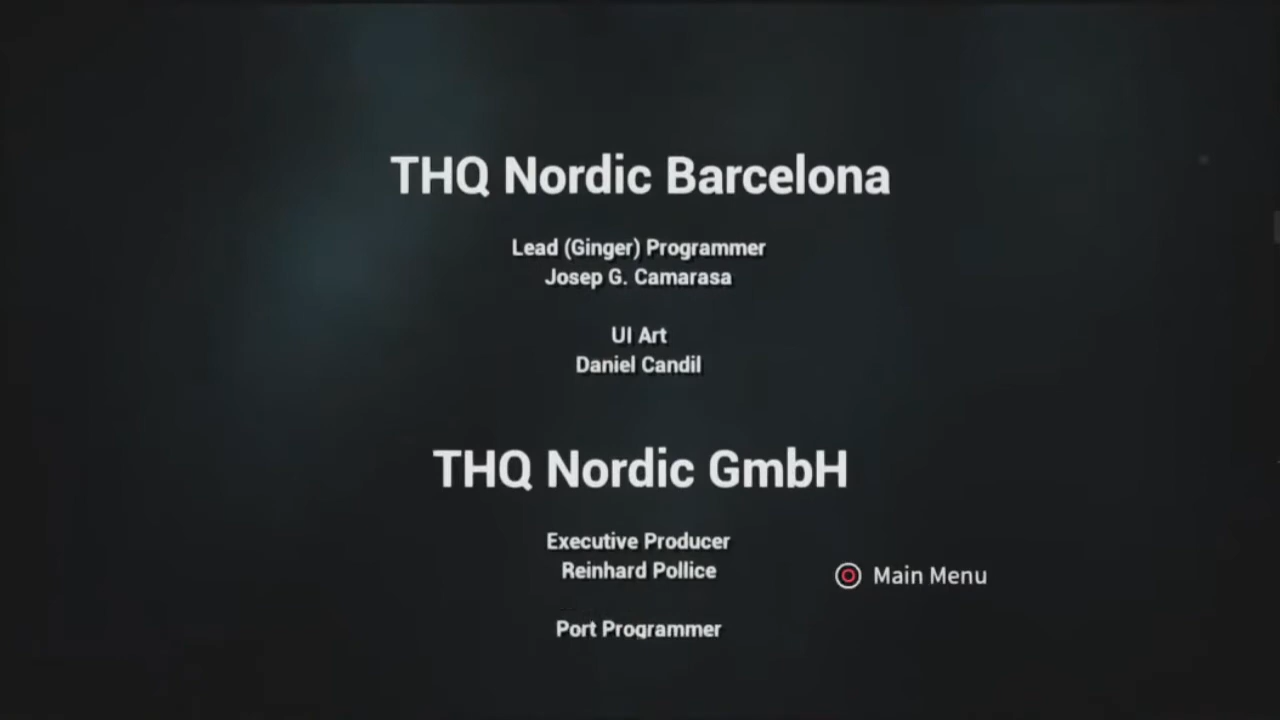 THQ Nordic Barcelona
Lead (Ginger) Programmer
Josep G. Camarasa
UI Art
Daniel Candil
THQ Nordic GmbH
Executive Producer
Reinhard Pollice
Main Menu
Port Programmer